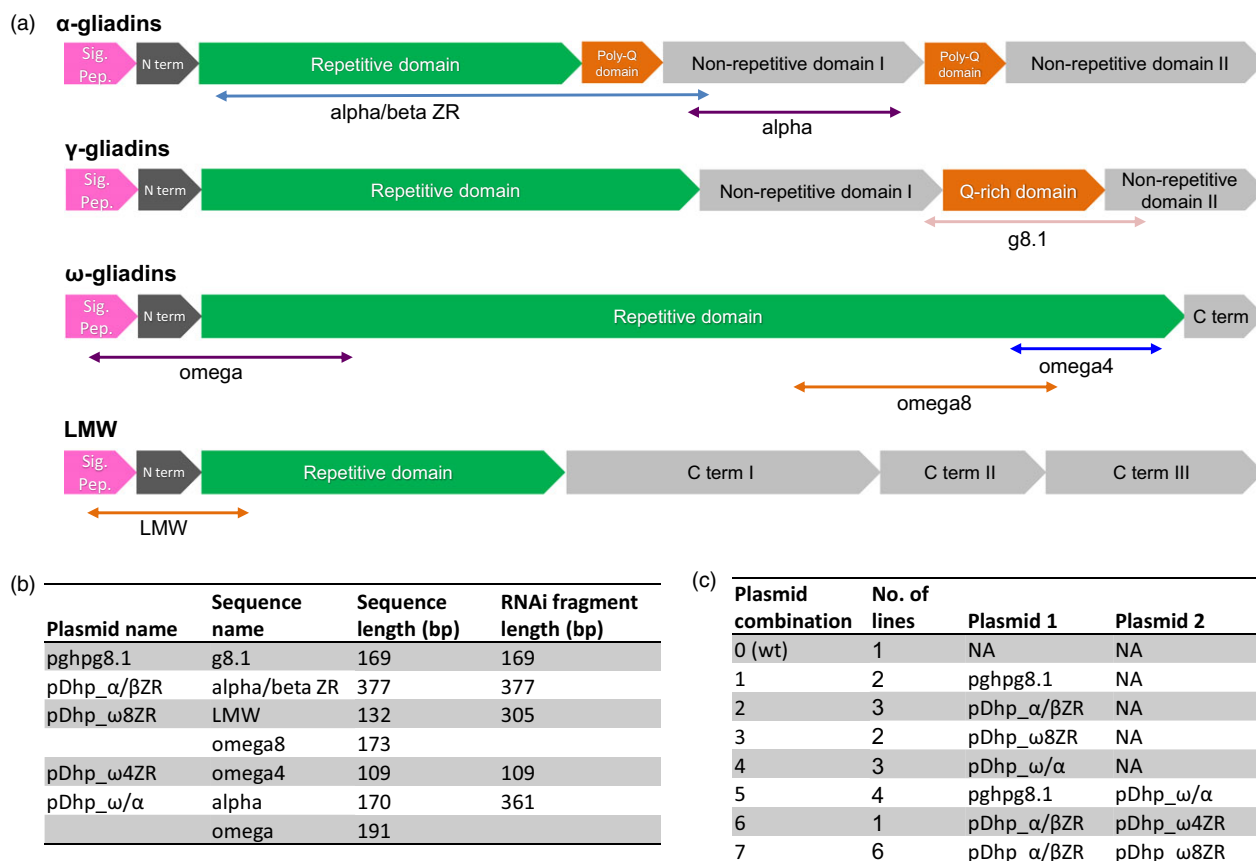 (a)
α-gliadins
Sig. Pep.
N term
Repetitive domain
Poly-Q domain
Non-repetitive domain I
Poly-Q domain
Non-repetitive domain II
alpha/beta ZR
alpha
γ-gliadins
Sig. Pep.
N term
Repetitive domain
Non-repetitive domain I
Q-rich domain
Non-repetitive domain II
g8.1
ω-gliadins
Sig. Pep.
N term
Repetitive domain
C term
omega
omega4
omega8
LMW
Sig. Pep.
N term
Repetitive domain
C term I
C term II
C term III
LMW
(b)
Plasmid name Sequence name Sequence length (bp) RNAi fragment length (bp)
pghpg8.1 g8.1 169 169
pDhp_α/βZR alpha/beta ZR 377 377
pDhp_ω8ZR LMW 132 305
omega8 173
pDhp_ω4ZR omega4 109 109
pDhp_ω/α alpha 170 361
omega 191
(c)
Plasmid combination No. of lines Plasmid 1 Plasmid 2
0 (wt) 1 NA NA
1 2 pghpg8.1 NA
2 3 pDhp_α/βZR NA
3 2 pDhp_ω8ZR NA
4 3 pDhp_ω/α NA
5 4 pghpg8.1 pDhp_ω/α
6 1 pDhp_α/βZR pDhp_ω4ZR
7 6 pDhp_α/βZR pDhp_ω8ZR